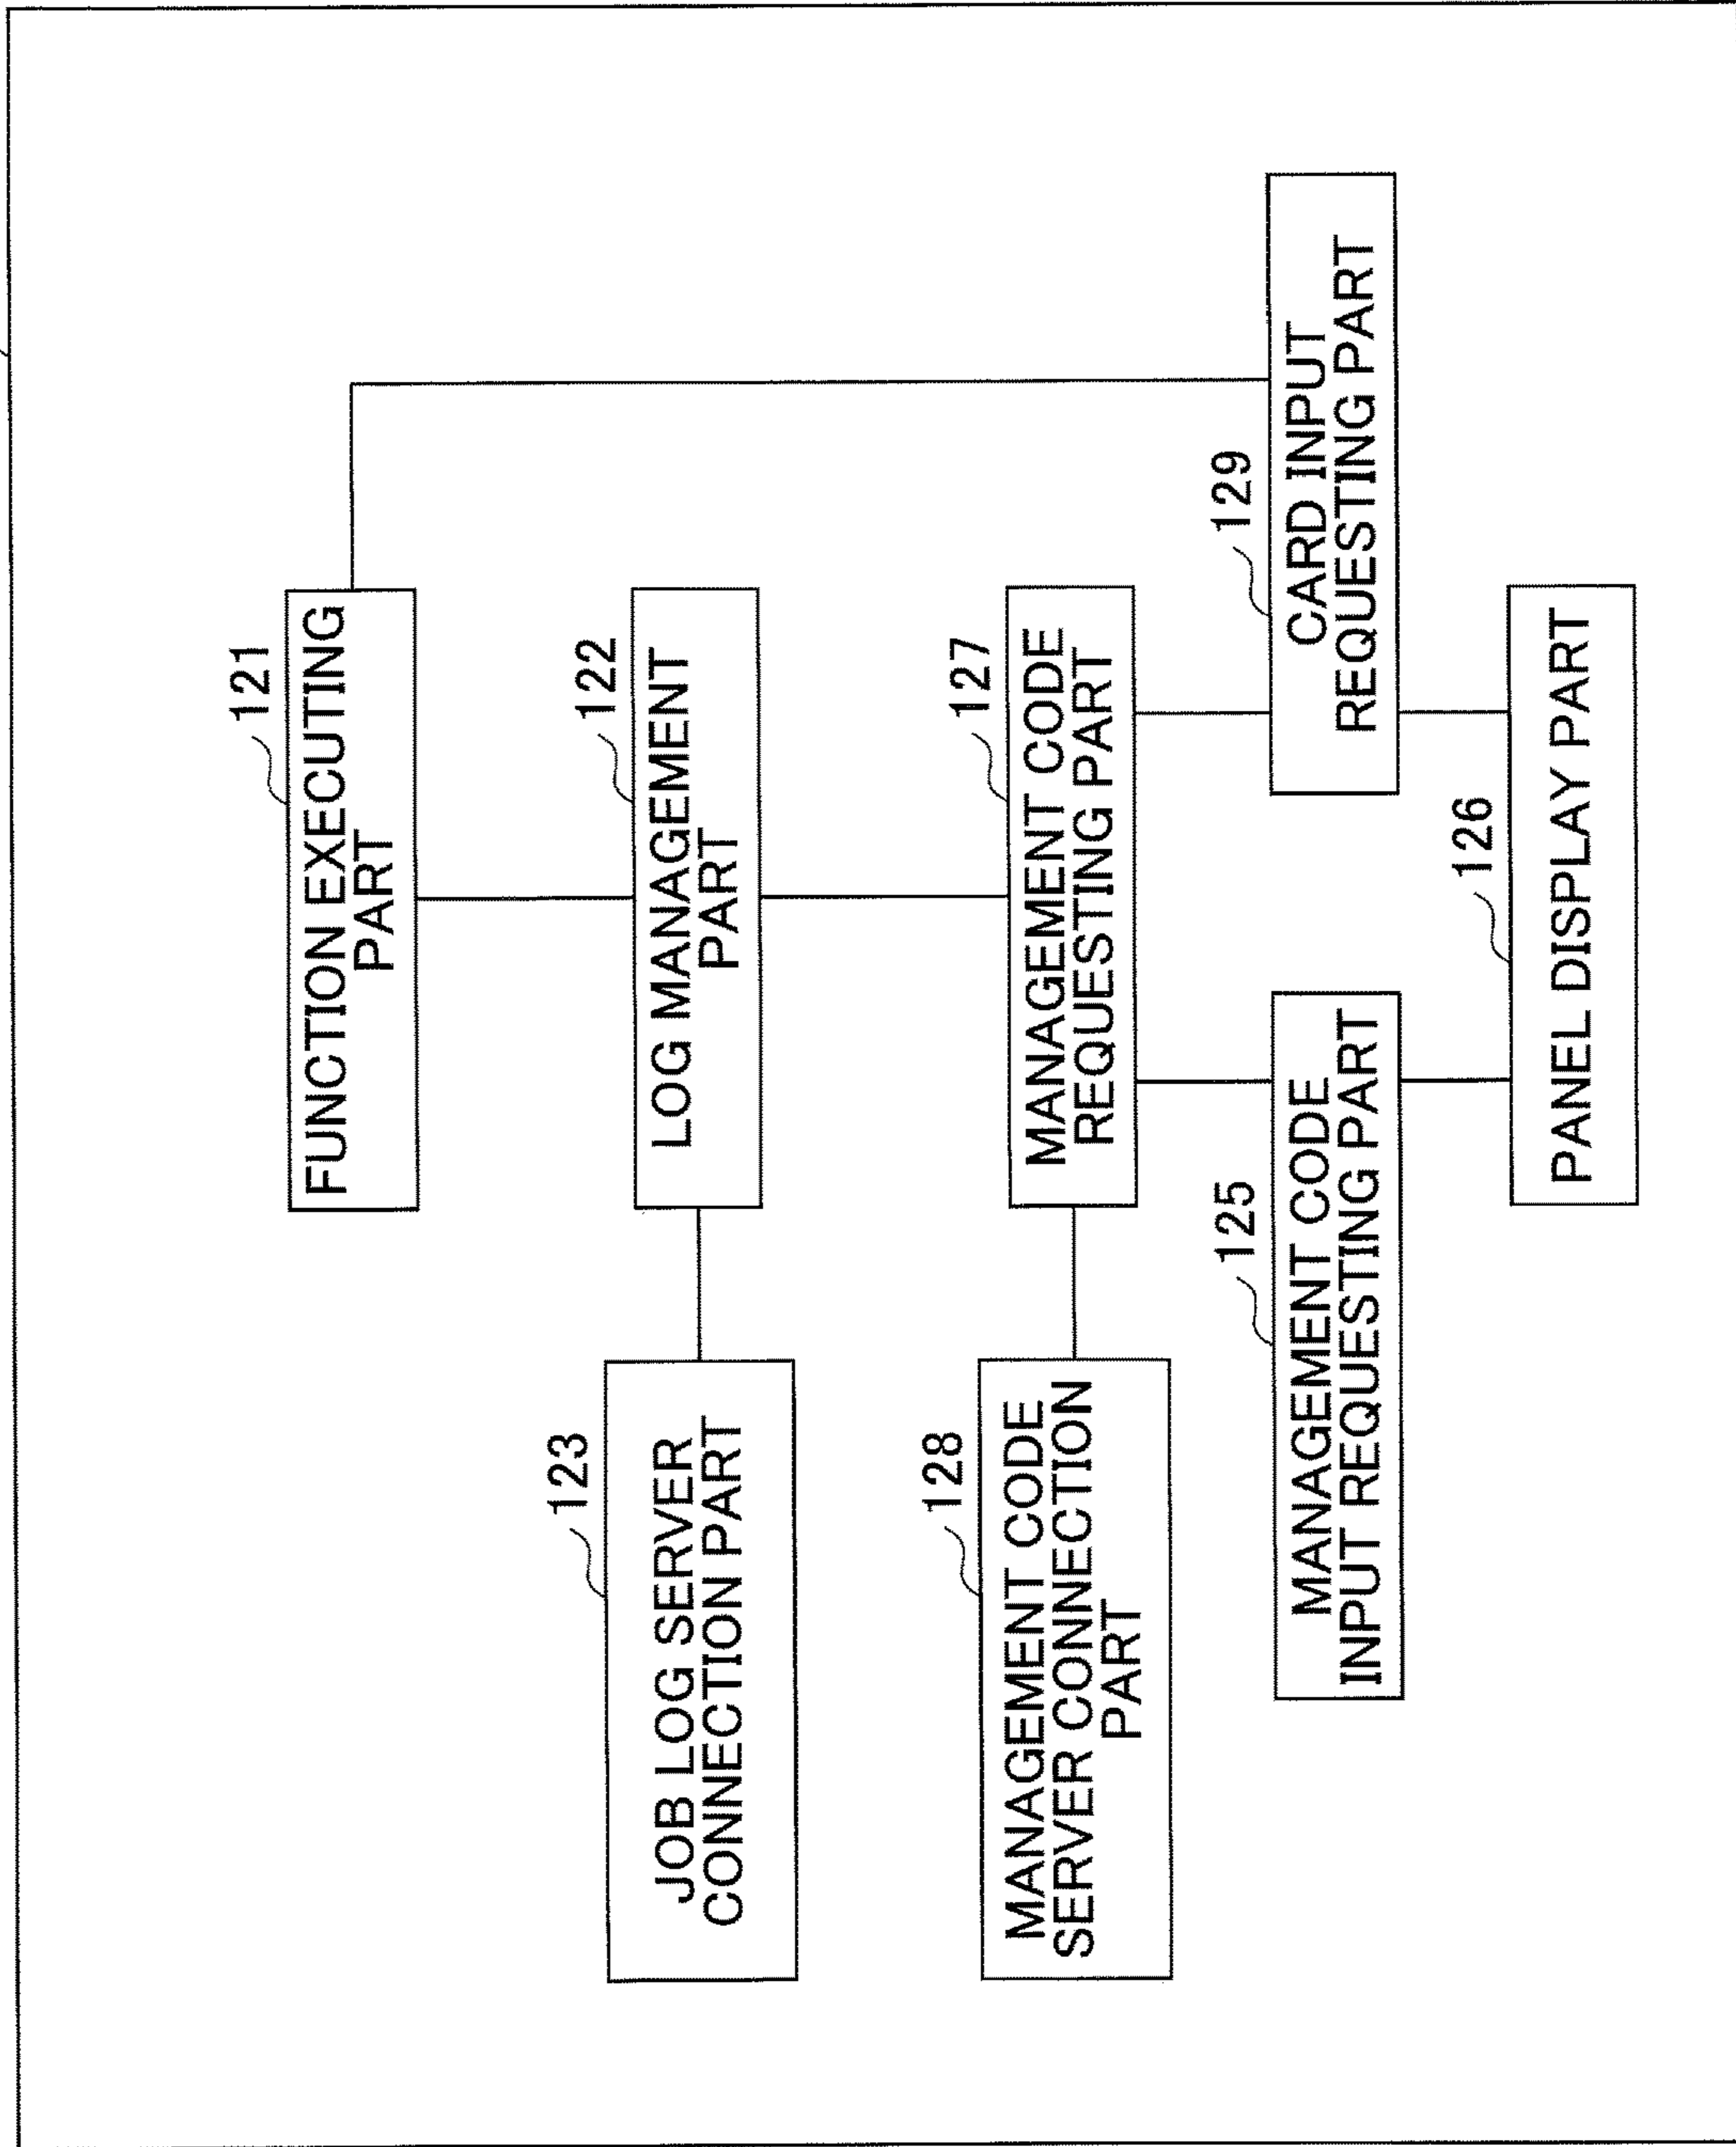 121
FUNCTION EXECUTING
PART
123
JOB LOG SERVER
CONNECTION PART
122
LOG MANAGEMENT
PART
128
MANAGEMENT CODE
SERVER CONNECTION
PART
127
MANAGEMENT CODE
REQUESTING PART
125
MANAGEMENT CODE
INPUT REQUESTING PART
129
CARD INPUT
REQUESTING PART
126
PANEL DISPLAY PART